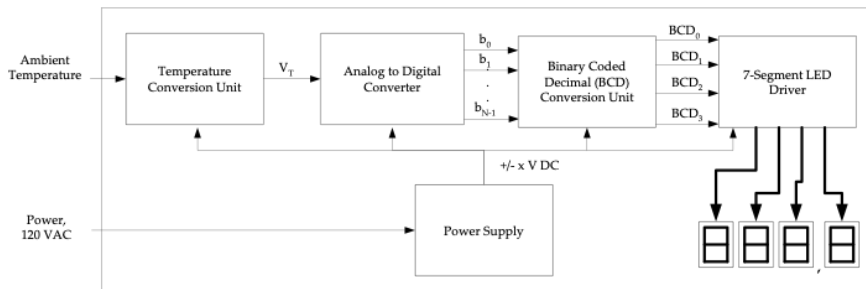 Ambient
Temperature
Temperature
Conversion Unit
V_T
Analog to Digital
Converter
b_0
b_1
.
.
.
b_N-1
Binary Coded
Decimal (BCD)
Conversion Unit
BCD_0
BCD_1
BCD_2
BCD_3
7-Segment LED
Driver
+/- x V DC
Power,
120 VAC
Power Supply